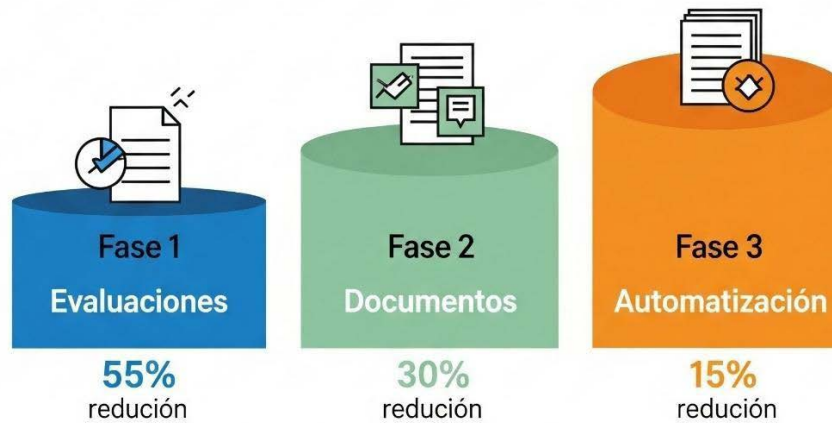 Fase 1
Evaluaciones
55%
redución
Fase 2
Documentos
30%
redución
Fase 3
Automatización
15%
redución